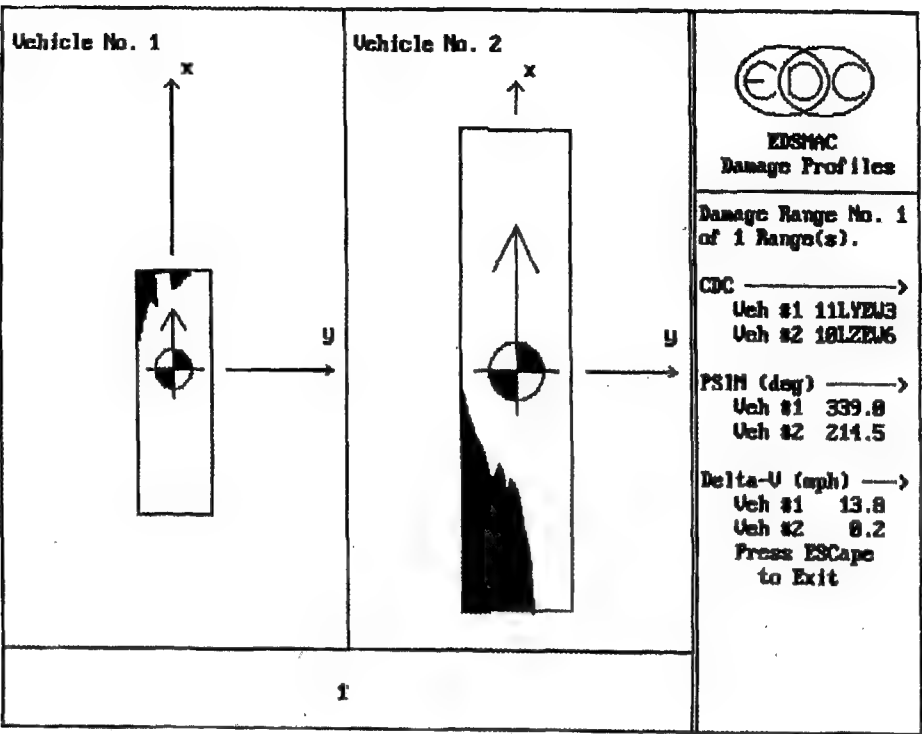 Vehicle No. 1
x
y
Vehicle No. 2
x
y
EDC
EDSMAC
Damage Profiles
Damage Range No. 1
of 1 Range(s).
CDC
Veh #1 11LYEW3
Veh #2 10LZEW6
PSIM (deg)
Veh #1 339.0
Veh #2 214.5
Delta-V (mph)
Veh #1 13.8
Veh #2 0.2
Press ESCape
to Exit
1